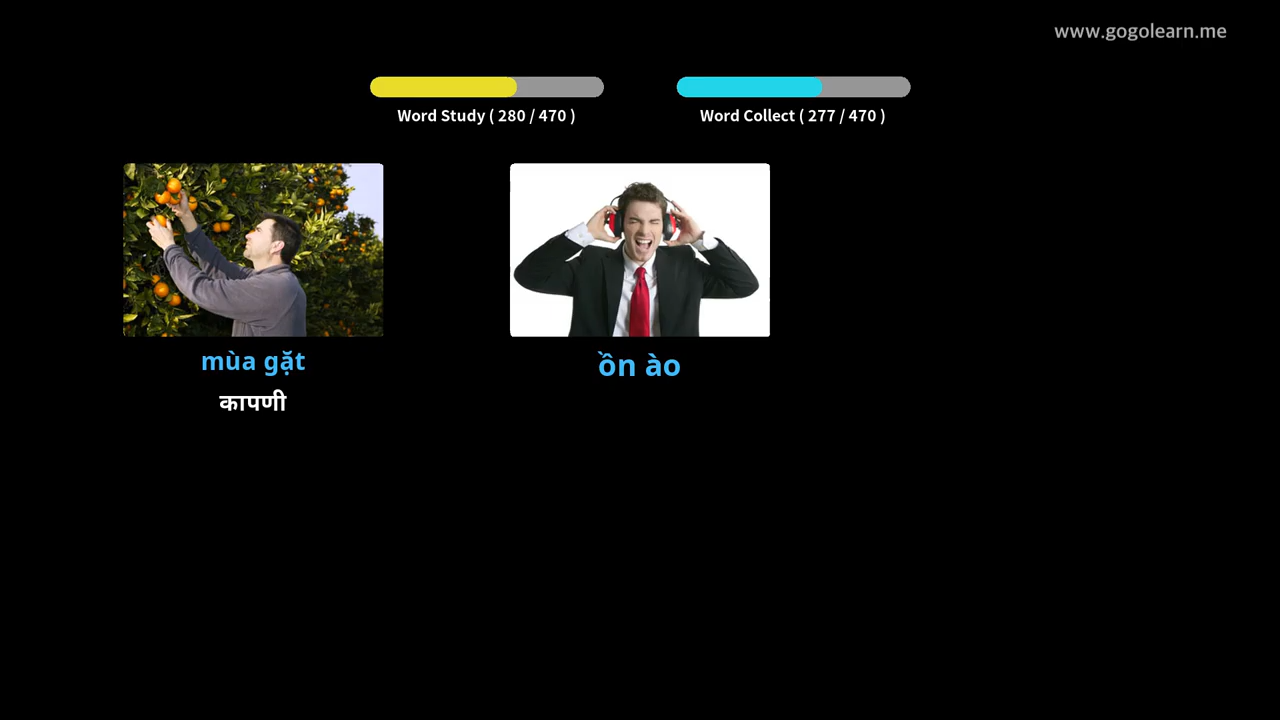 www.gogolearn.me
Word Study ( 280 / 470 )
Word Collect ( 277 / 470 )
mùa gặt
कापणी
ồn ào